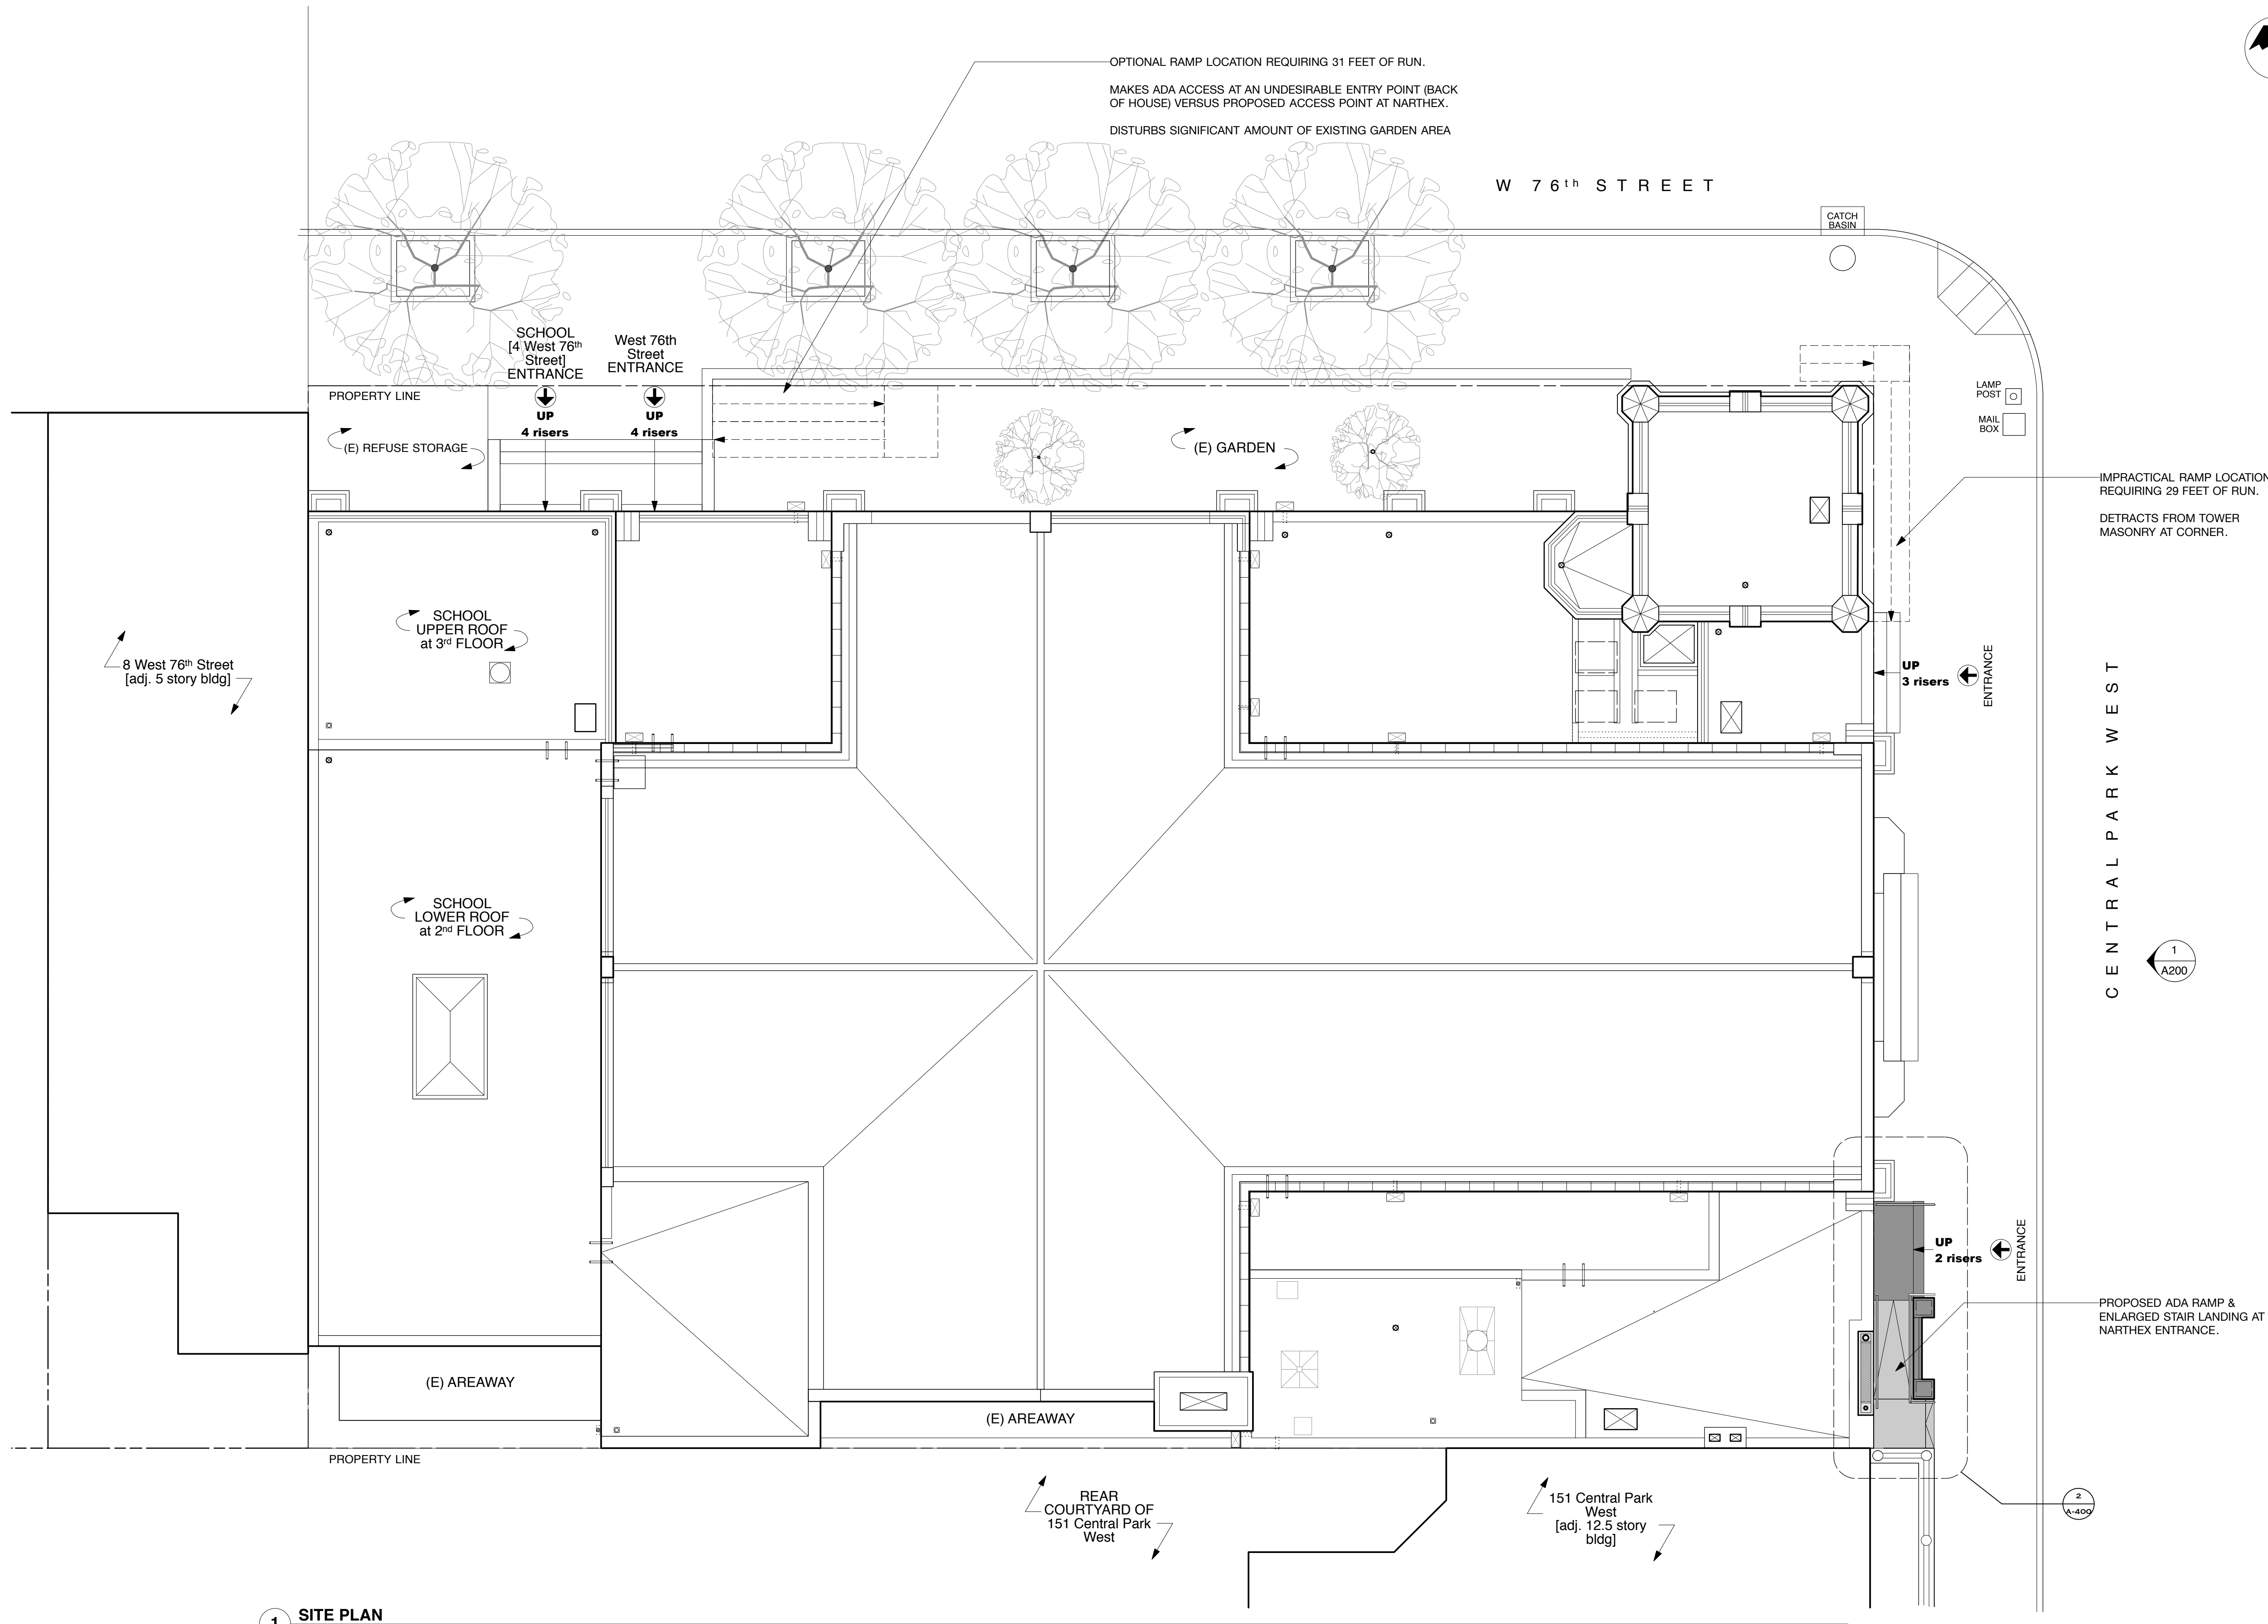 OPTIONAL RAMP LOCATION REQUIRING 31 FEET OF RUN.
MAKES ADA ACCESS AT AN UNDESIRABLE ENTRY POINT (BACK
OF HOUSE) VERSUS PROPOSED ACCESS POINT AT NARTHEX.
DISTURBS SIGNIFICANT AMOUNT OF EXISTING GARDEN AREA
W 76th STREET
CATCH
BASIN
SCHOOL
[4 West 76th
Street]
ENTRANCE
UP
4 risers
West 76th
Street
ENTRANCE
UP
4 risers
PROPERTY LINE
(E) REFUSE STORAGE
(E) GARDEN
LAMP
POST
MAIL
BOX
IMPRACTICAL RAMP LOCATION
REQUIRING 29 FEET OF RUN.
DETRACTS FROM TOWER
MASONRY AT CORNER.
SCHOOL
UPPER ROOF
at 3rd FLOOR
8 West 76th Street
[adj. 5 story bldg]
UP
3 risers
ENTRANCE
CENTRAL PARK WEST
SCHOOL
LOWER ROOF
at 2nd FLOOR
1
A200
UP
2 risers
ENTRANCE
PROPOSED ADA RAMP &
ENLARGED STAIR LANDING AT
NARTHEX ENTRANCE.
(E) AREAWAY
(E) AREAWAY
PROPERTY LINE
REAR
COURTYARD OF
151 Central Park
West
151 Central Park
West
[adj. 12.5 story
bldg]
2
A-400
1
SITE PLAN